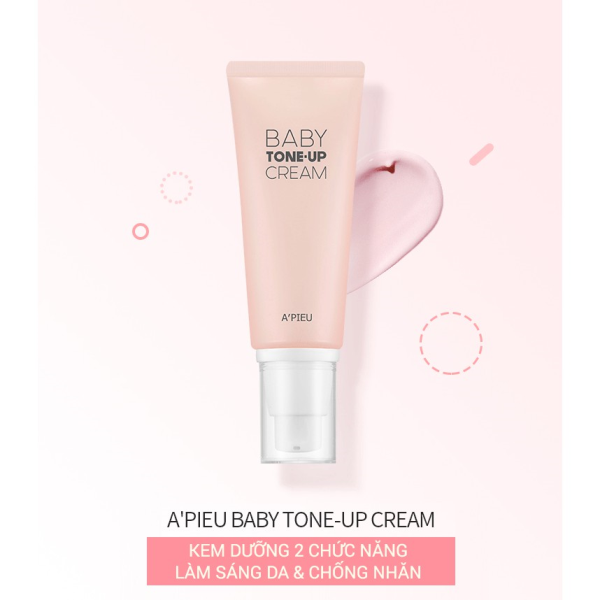 BABY
TONE·UP
CREAM
A'PIEU
A'PIEU BABY TONE-UP CREAM
KEM DƯỠNG 2 CHỨC NĂNG
LÀM SÁNG DA & CHỐNG NHĂN